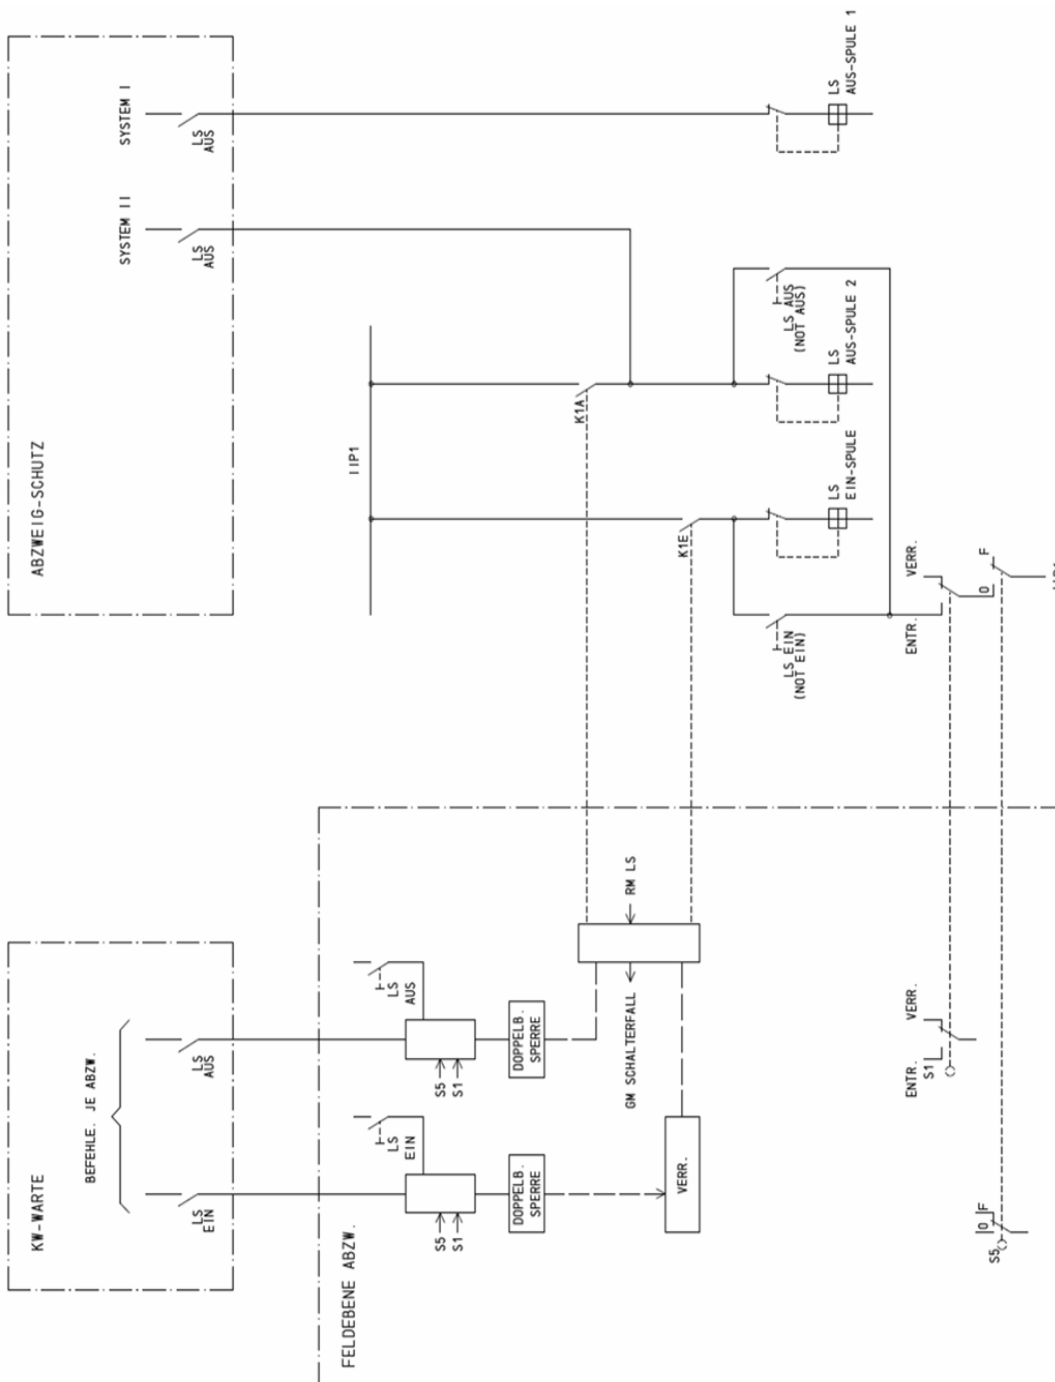 ABZWEIG-SCHUTZ
SYSTEM II
SYSTEM I
LS
AUS
LS
AUS
KW-WARTE
BEFEHLE. JE ABZW.
LS
EIN
LS
AUS
FELDEBENE ABZW.
LS
EIN
LS
AUS
S5
S1
S5
S1
DOPPELB.
SPERRE
DOPPELB.
SPERRE
VERR.
GM SCHALTERFALL
RM LS
IIP1
K1A
K1E
LS EIN
(NOT EIN)
LS
EIN-SPULE
LS AUS
(NOT AUS)
LS
AUS-SPULE 2
LS
AUS-SPULE 1
S5
O
F
ENTR.
S1
VERR.
ENTR.
VERR.
O
F